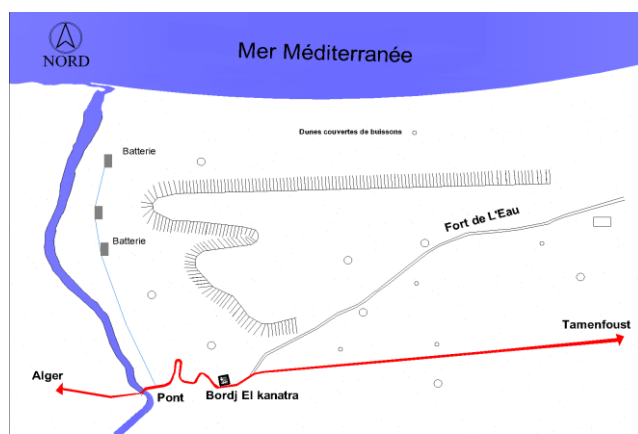 Mer Méditerranée
NORD
Dunes couvertes de buissons
Batterie
Fort de L'Eau
Batterie
Tamenfoust
Alger
Pont
Bordj El kanatra